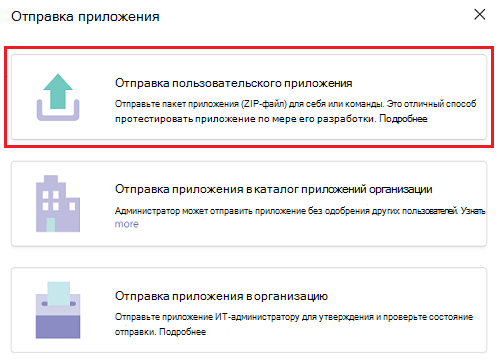 Отправка приложения
Отправка пользовательского приложения
Отправьте пакет приложения (ZIP-файл) для себя или команды. Это отличный способ
протестировать приложение по мере его разработки. Подробнее
Отправка приложения в каталог приложений организации
Администратор может отправить приложение без одобрения других пользователей. Узнать
more
Отправка приложения в организацию
Отправьте приложение ИТ-администратору для утверждения и проверьте состояние
отправки. Подробнее